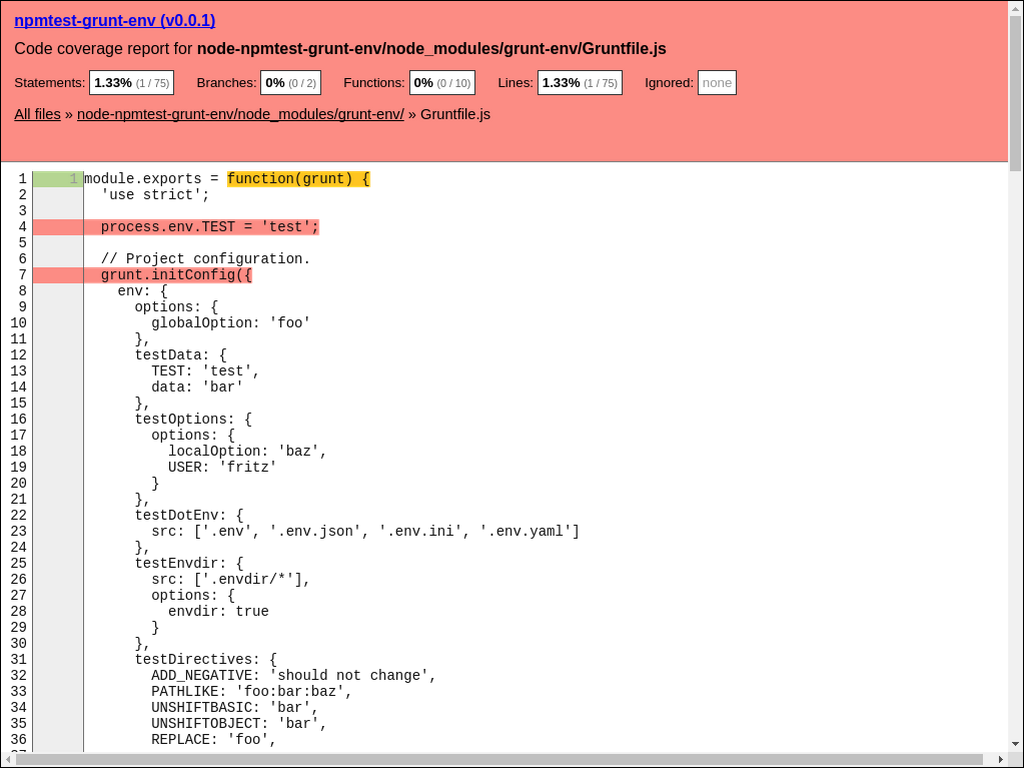 npmtest-grunt-env (v0.0.1)
Code coverage report for node-npmtest-grunt-env/node_modules/grunt-env/Gruntfile.js
Statements: 1.33% (1 / 75) Branches: 0% (0 / 2) Functions: 0% (0 / 10) Lines: 1.33% (1 / 75) Ignored: none
All files » node-npmtest-grunt-env/node_modules/grunt-env/ » Gruntfile.js
1 1 module.exports = function(grunt) {
2 'use strict';
3
4 process.env.TEST = 'test';
5
6 // Project configuration.
7 grunt.initConfig({
8 env: {
9 options: {
10 globalOption: 'foo'
11 },
12 testData: {
13 TEST: 'test',
14 data: 'bar'
15 },
16 testOptions: {
17 options: {
18 localOption: 'baz',
19 USER: 'fritz'
20 }
21 },
22 testDotEnv: {
23 src: ['.env', '.env.json', '.env.ini', '.env.yaml']
24 },
25 testEnvdir: {
26 src: ['.envdir/*'],
27 options: {
28 envdir: true
29 }
30 },
31 testDirectives: {
32 ADD_NEGATIVE: 'should not change',
33 PATHLIKE: 'foo:bar:baz',
34 UNSHIFTBASIC: 'bar',
35 UNSHIFTOBJECT: 'bar',
36 REPLACE: 'foo',